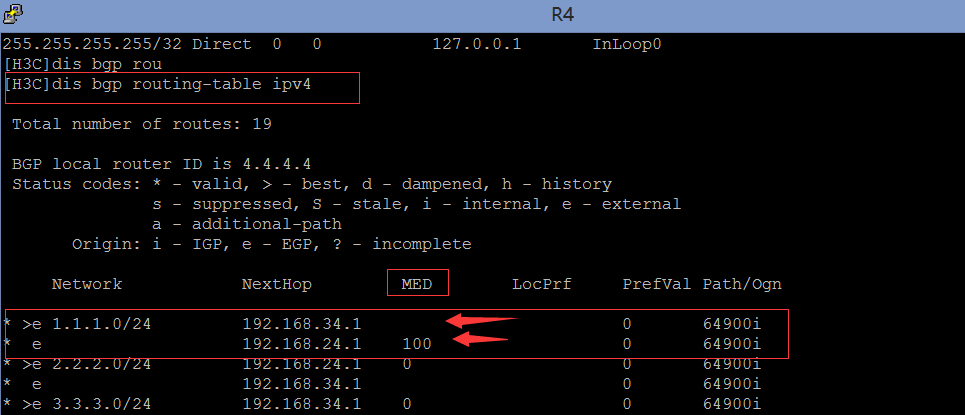 R4
255.255.255.255/32 Direct 0 0 127.0.0.1 InLoop0
[H3C]dis bgp rou
[H3C]dis bgp routing-table ipv4
Total number of routes: 19
BGP local router ID is 4.4.4.4
Status codes: * - valid, > - best, d - dampened, h - history
s - suppressed, S - stale, i - internal, e - external
a - additional-path
Origin: i - IGP, e - EGP, ? - incomplete
Network NextHop MED LocPrf PrefVal Path/Ogn
* >e 1.1.1.0/24 192.168.34.1 0 64900i
* e 192.168.24.1 100 0 64900i
* >e 2.2.2.0/24 192.168.24.1 0 0 64900i
* e 192.168.34.1 0 64900i
* >e 3.3.3.0/24 192.168.34.1 0 0 64900i